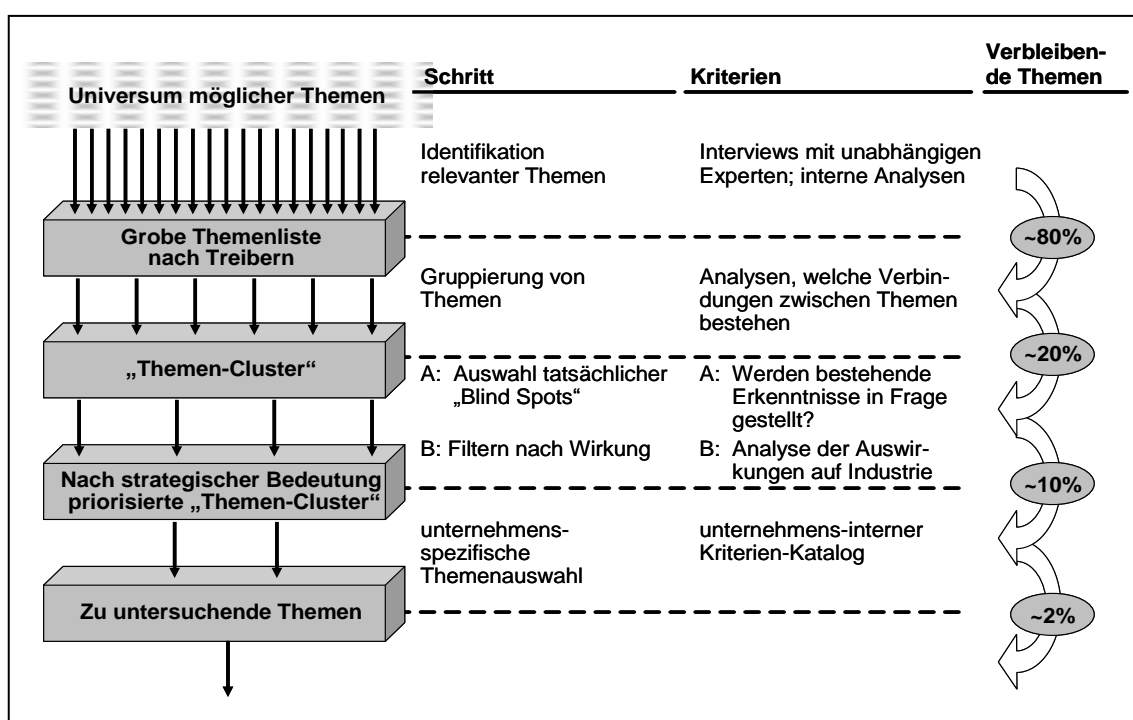 Universum möglicher Themen
Schritt
Kriterien
Verbleiben-
de Themen
Identifikation
relevanter Themen
Interviews mit unabhängigen
Experten; interne Analysen
Grobe Themenliste
nach Treibern
~80%
Gruppierung von
Themen
Analysen, welche Verbin-
dungen zwischen Themen
bestehen
„Themen-Cluster“
~20%
A: Auswahl tatsächlicher
„Blind Spots“
A: Werden bestehende
Erkenntnisse in Frage
gestellt?
B: Filtern nach Wirkung
B: Analyse der Auswir-
kungen auf Industrie
Nach strategischer Bedeutung
priorisierte „Themen-Cluster“
~10%
unternehmens-
spezifische
Themenauswahl
unternehmens-interner
Kriterien-Katalog
Zu untersuchende Themen
~2%